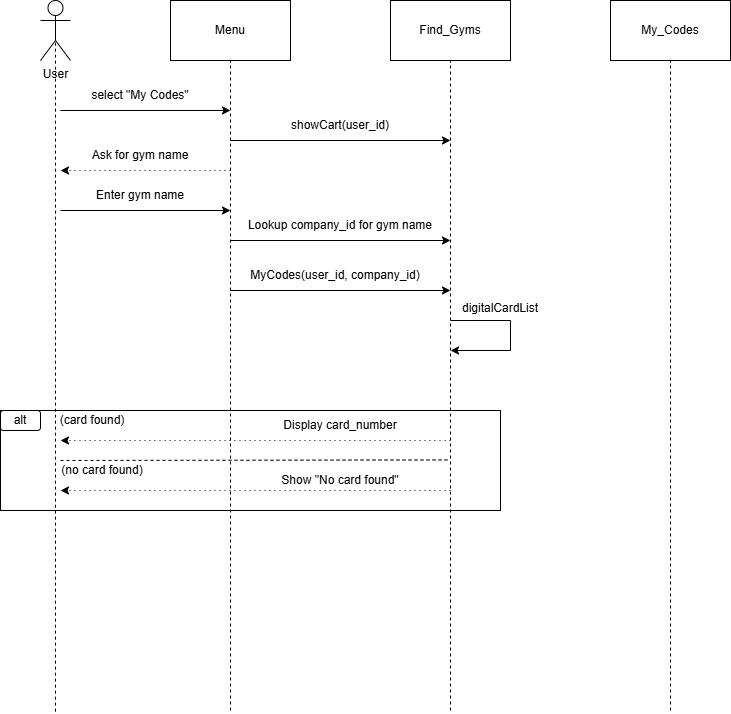 Menu
Find_Gyms
My_Codes
User
select "My Codes"
showCart(user_id)
Ask for gym name
Enter gym name
Lookup company_id for gym name
MyCodes(user_id, company_id)
digitalCardList
alt
(card found)
Display card_number
(no card found)
Show "No card found"